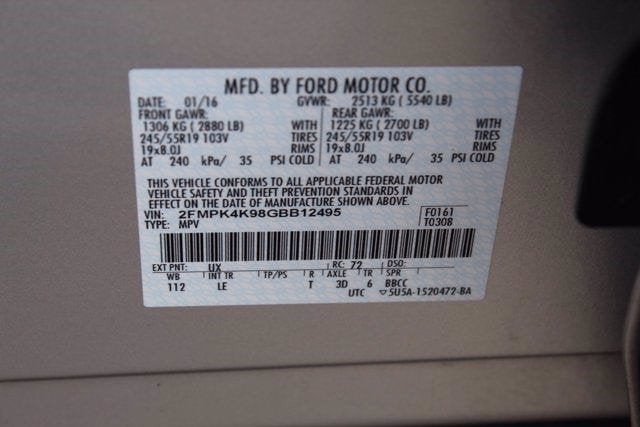 MFD. BY FORD MOTOR CO.
DATE: 01/16 GVWR: 2513 KG ( 5540 LB)
FRONT GAWR: REAR GAWR:
1306 KG ( 2880 LB) WITH 1225 KG ( 2700 LB) WITH
245/55R19 103V TIRES 245/55R19 103V TIRES
19x8.0J RIMS 19x8.0J RIMS
AT 240 kPa/ 35 PSI COLD AT 240 kPa/ 35 PSI COLD
THIS VEHICLE CONFORMS TO ALL APPLICABLE FEDERAL MOTOR
VEHICLE SAFETY AND THEFT PREVENTION STANDARDS IN
EFFECT ON THE DATE OF MANUFACTURE SHOWN ABOVE.
VIN: 2FMPK4K98GBB12495 F0161
TYPE: MPV T0308
EXT PNT: UX RC: 72 DSO:
WB INT TR TP/PS R AXLE TR SPR
112 LE T 3D 6 BBCC
UTC ▽5U5A-1520472-BA